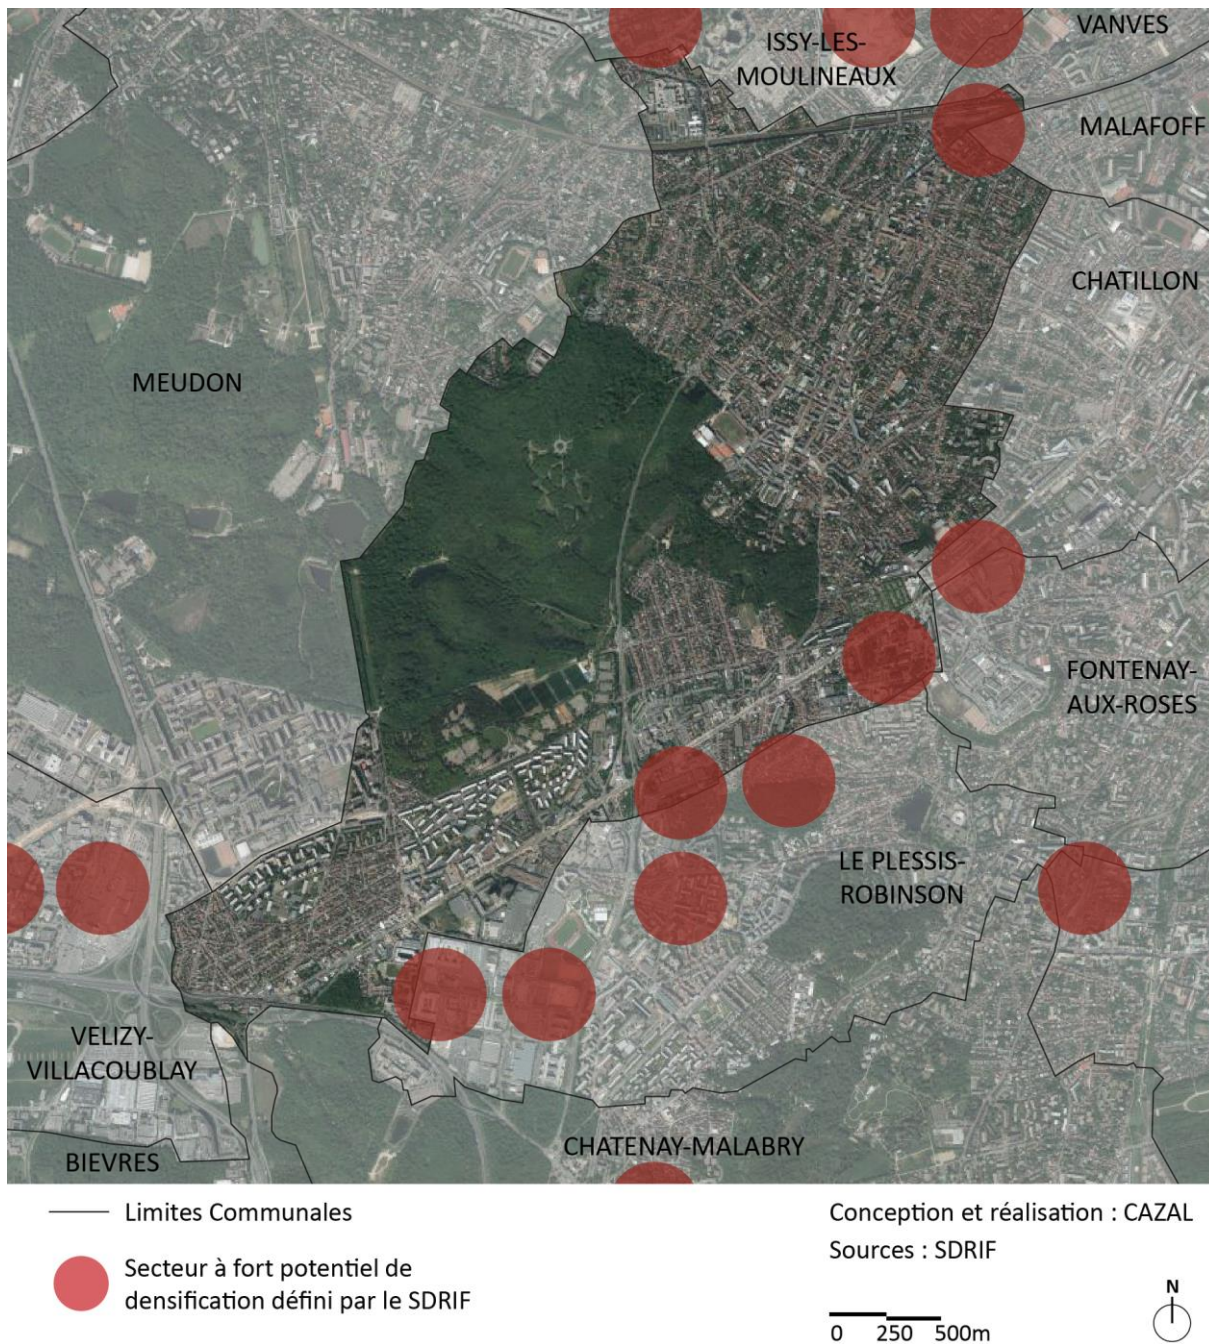 VANVES
ISSY-LES-
MOULINEAUX
MALAFOFF
CHATILLON
MEUDON
FONTENAY-
AUX-ROSES
LE PLESSIS-
ROBINSON
VELIZY-
VILLACOUBLAY
CHATENAY-MALABRY
BIEVRES
Limites Communales
Secteur à fort potentiel de
densification défini par le SDRIF
Conception et réalisation : CAZAL
Sources : SDRIF
N
0 250 500m